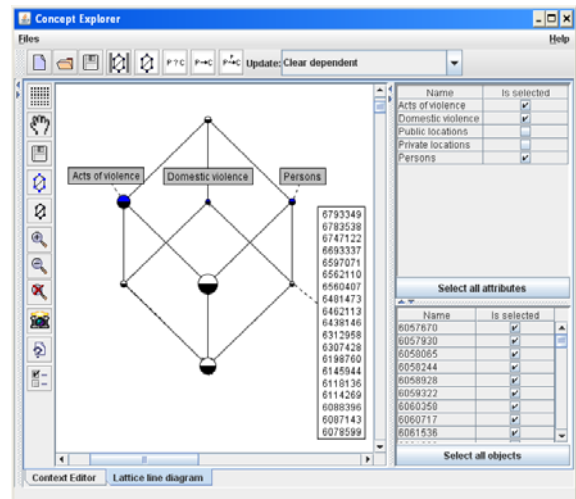 Concept Explorer
Files Help
P?C P→C P→C Update: Clear dependent
Acts of violence Domestic violence Persons
6793349
6783538
6747122
6693337
6597071
6562110
6560407
6481473
6462113
6438146
6312958
6307428
6198760
6145944
6118136
6114269
6088396
6087143
6078599
Name Is selected
Acts of violence
Domestic violence
Public locations
Private locations
Persons
Select all attributes
Name Is selected
6057670
6057930
6058065
6058244
6058928
6059322
6060358
6060717
6061536
Select all objects
Context Editor Lattice line diagram